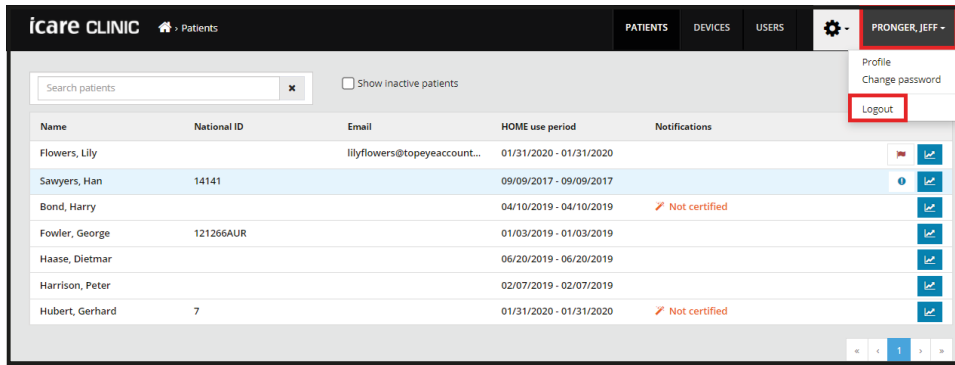 icare CLINIC > Patients PATIENTS DEVICES USERS PRONGER, JEFF
Profile
Change password
Logout
Search patients Show inactive patients
Name National ID Email HOME use period Notifications
Flowers, Lily lilyflowers@topeyeaccount... 01/31/2020 - 01/31/2020
Sawyers, Han 14141 09/09/2017 - 09/09/2017
Bond, Harry 04/10/2019 - 04/10/2019 Not certified
Fowler, George 121266AUR 01/03/2019 - 01/03/2019
Haase, Dietmar 06/20/2019 - 06/20/2019
Harrison, Peter 02/07/2019 - 02/07/2019
Hubert, Gerhard 7 01/31/2020 - 01/31/2020 Not certified
« ‹ 1 › »